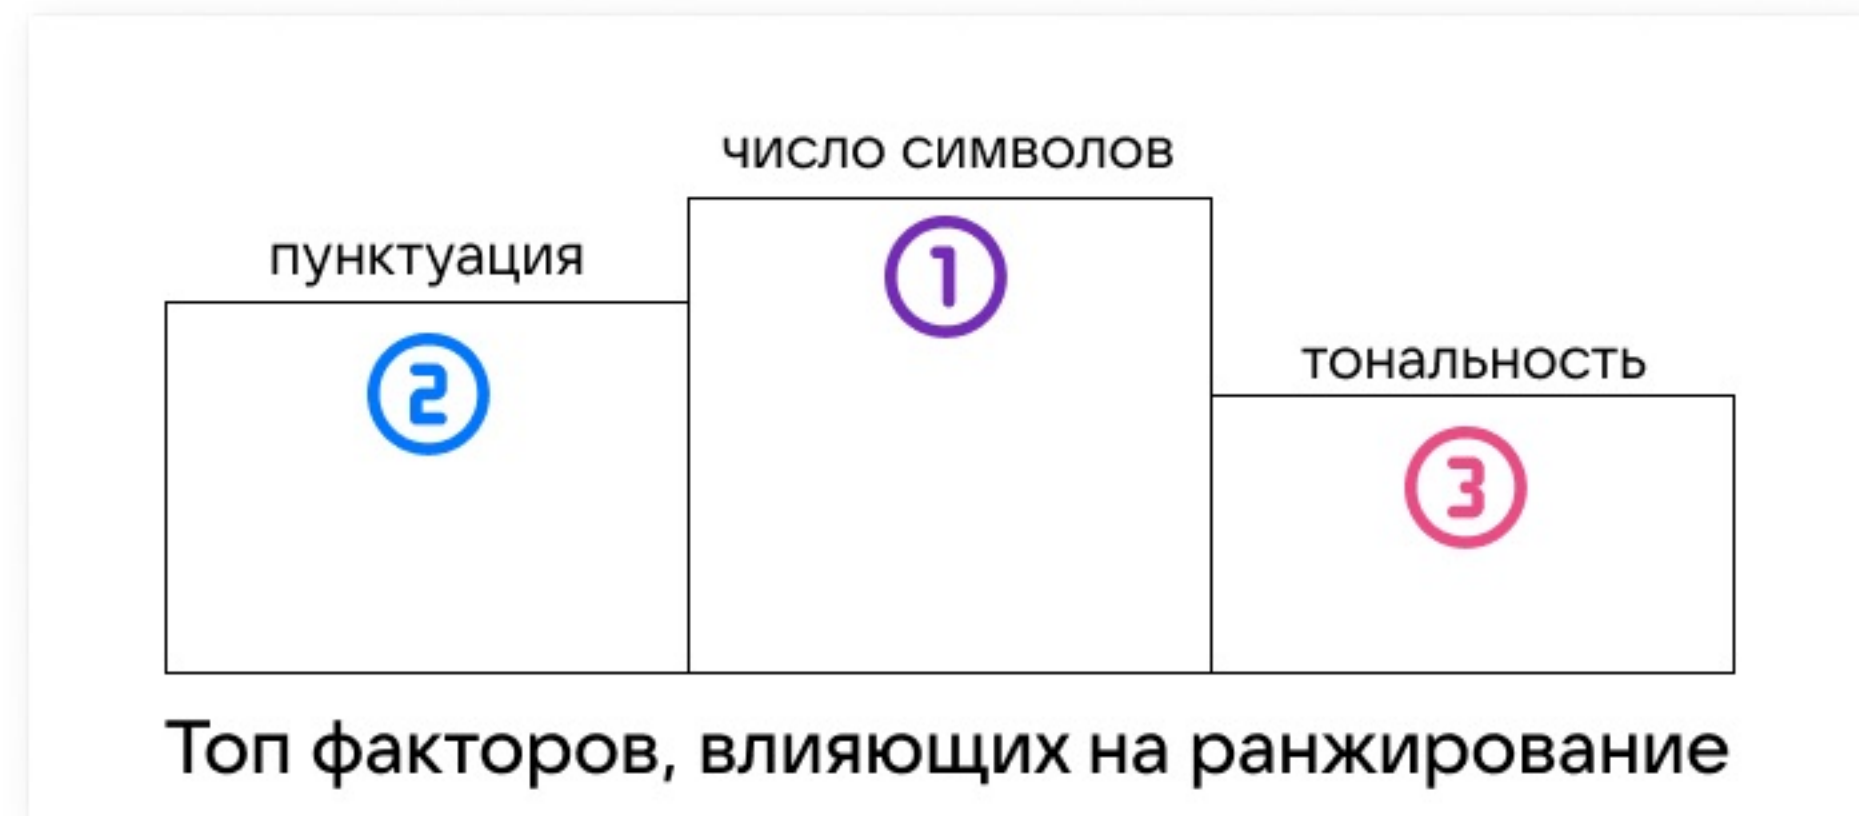 число символов
1
пунктуация
2
тональность
3
Топ факторов, влияющих на ранжирование